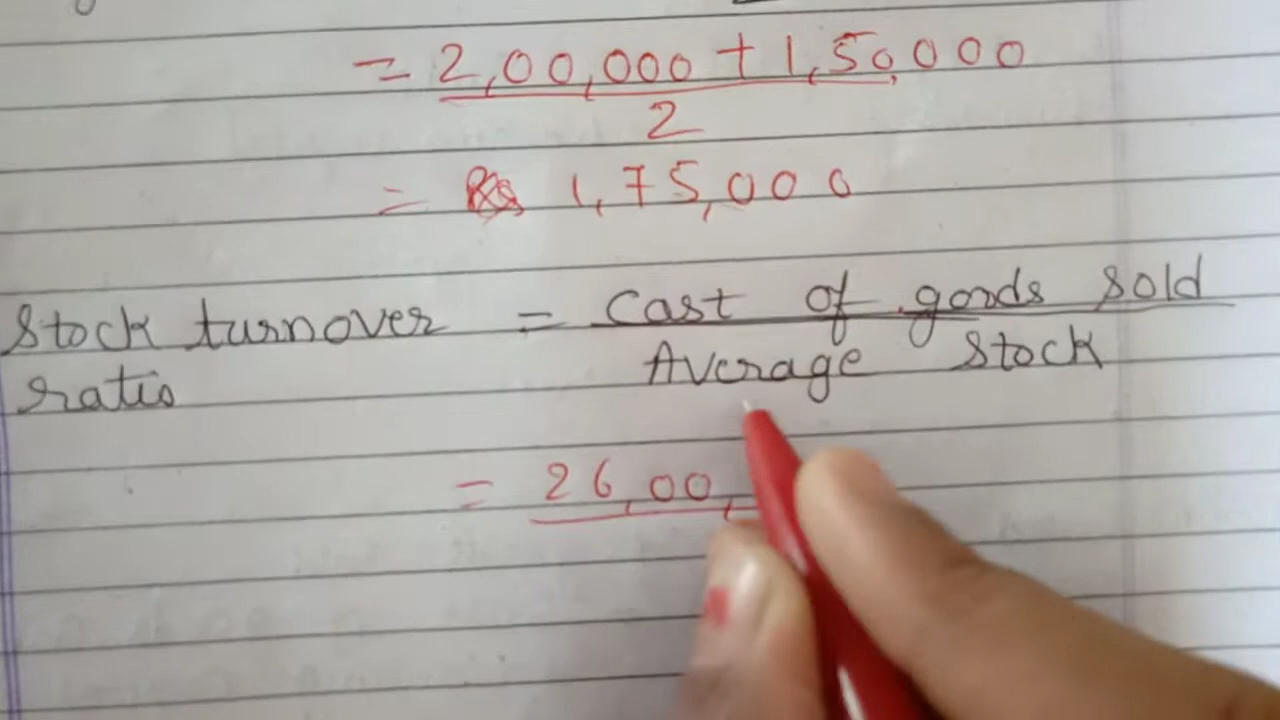 = 2,00,000 + 1,50,000
2
= Rs 1,75,000
Stock turnover = Cast of goods sold
ratio Average Stock
= 26,00,